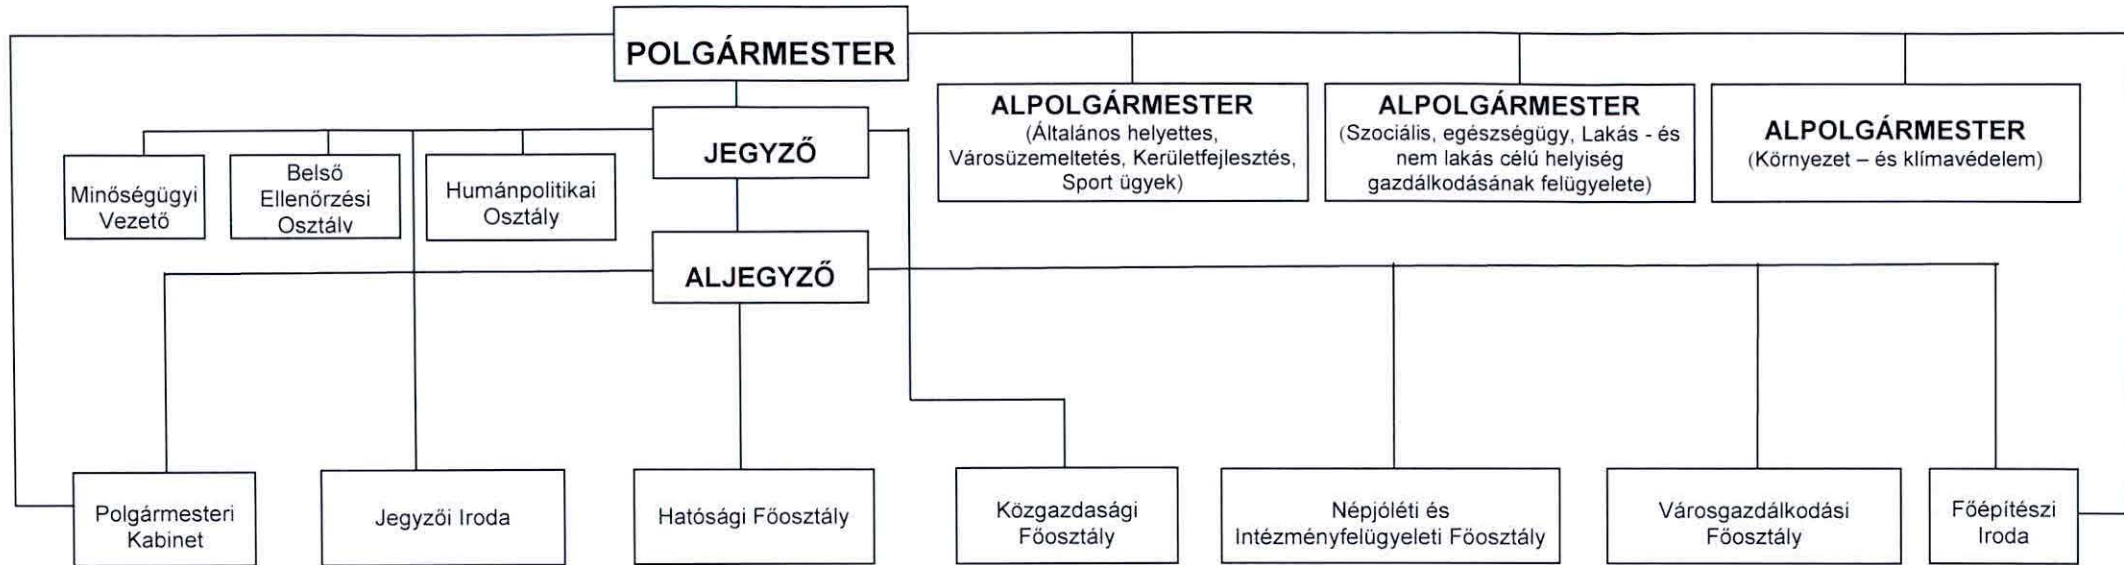 POLGÁRMESTER
ALPOLGÁRMESTER
(Általános helyettes,
Városüzemeltetés, Kerületfejlesztés,
Sport ügyek)
ALPOLGÁRMESTER
(Szociális, egészségügy, Lakás - és
nem lakás célú helyiség
gazdálkodásának felügyelete)
ALPOLGÁRMESTER
(Környezet – és klímavédelem)
JEGYZŐ
Minőségügyi
Vezető
Belső
Ellenőrzési
Osztály
Humánpolitikai
Osztály
ALJEGYZŐ
Polgármesteri
Kabinet
Jegyzői Iroda
Hatósági Főosztály
Közgazdasági
Főosztály
Népjóléti és
Intézményfelügyeleti Főosztály
Városgazdálkodási
Főosztály
Főépítészi
Iroda